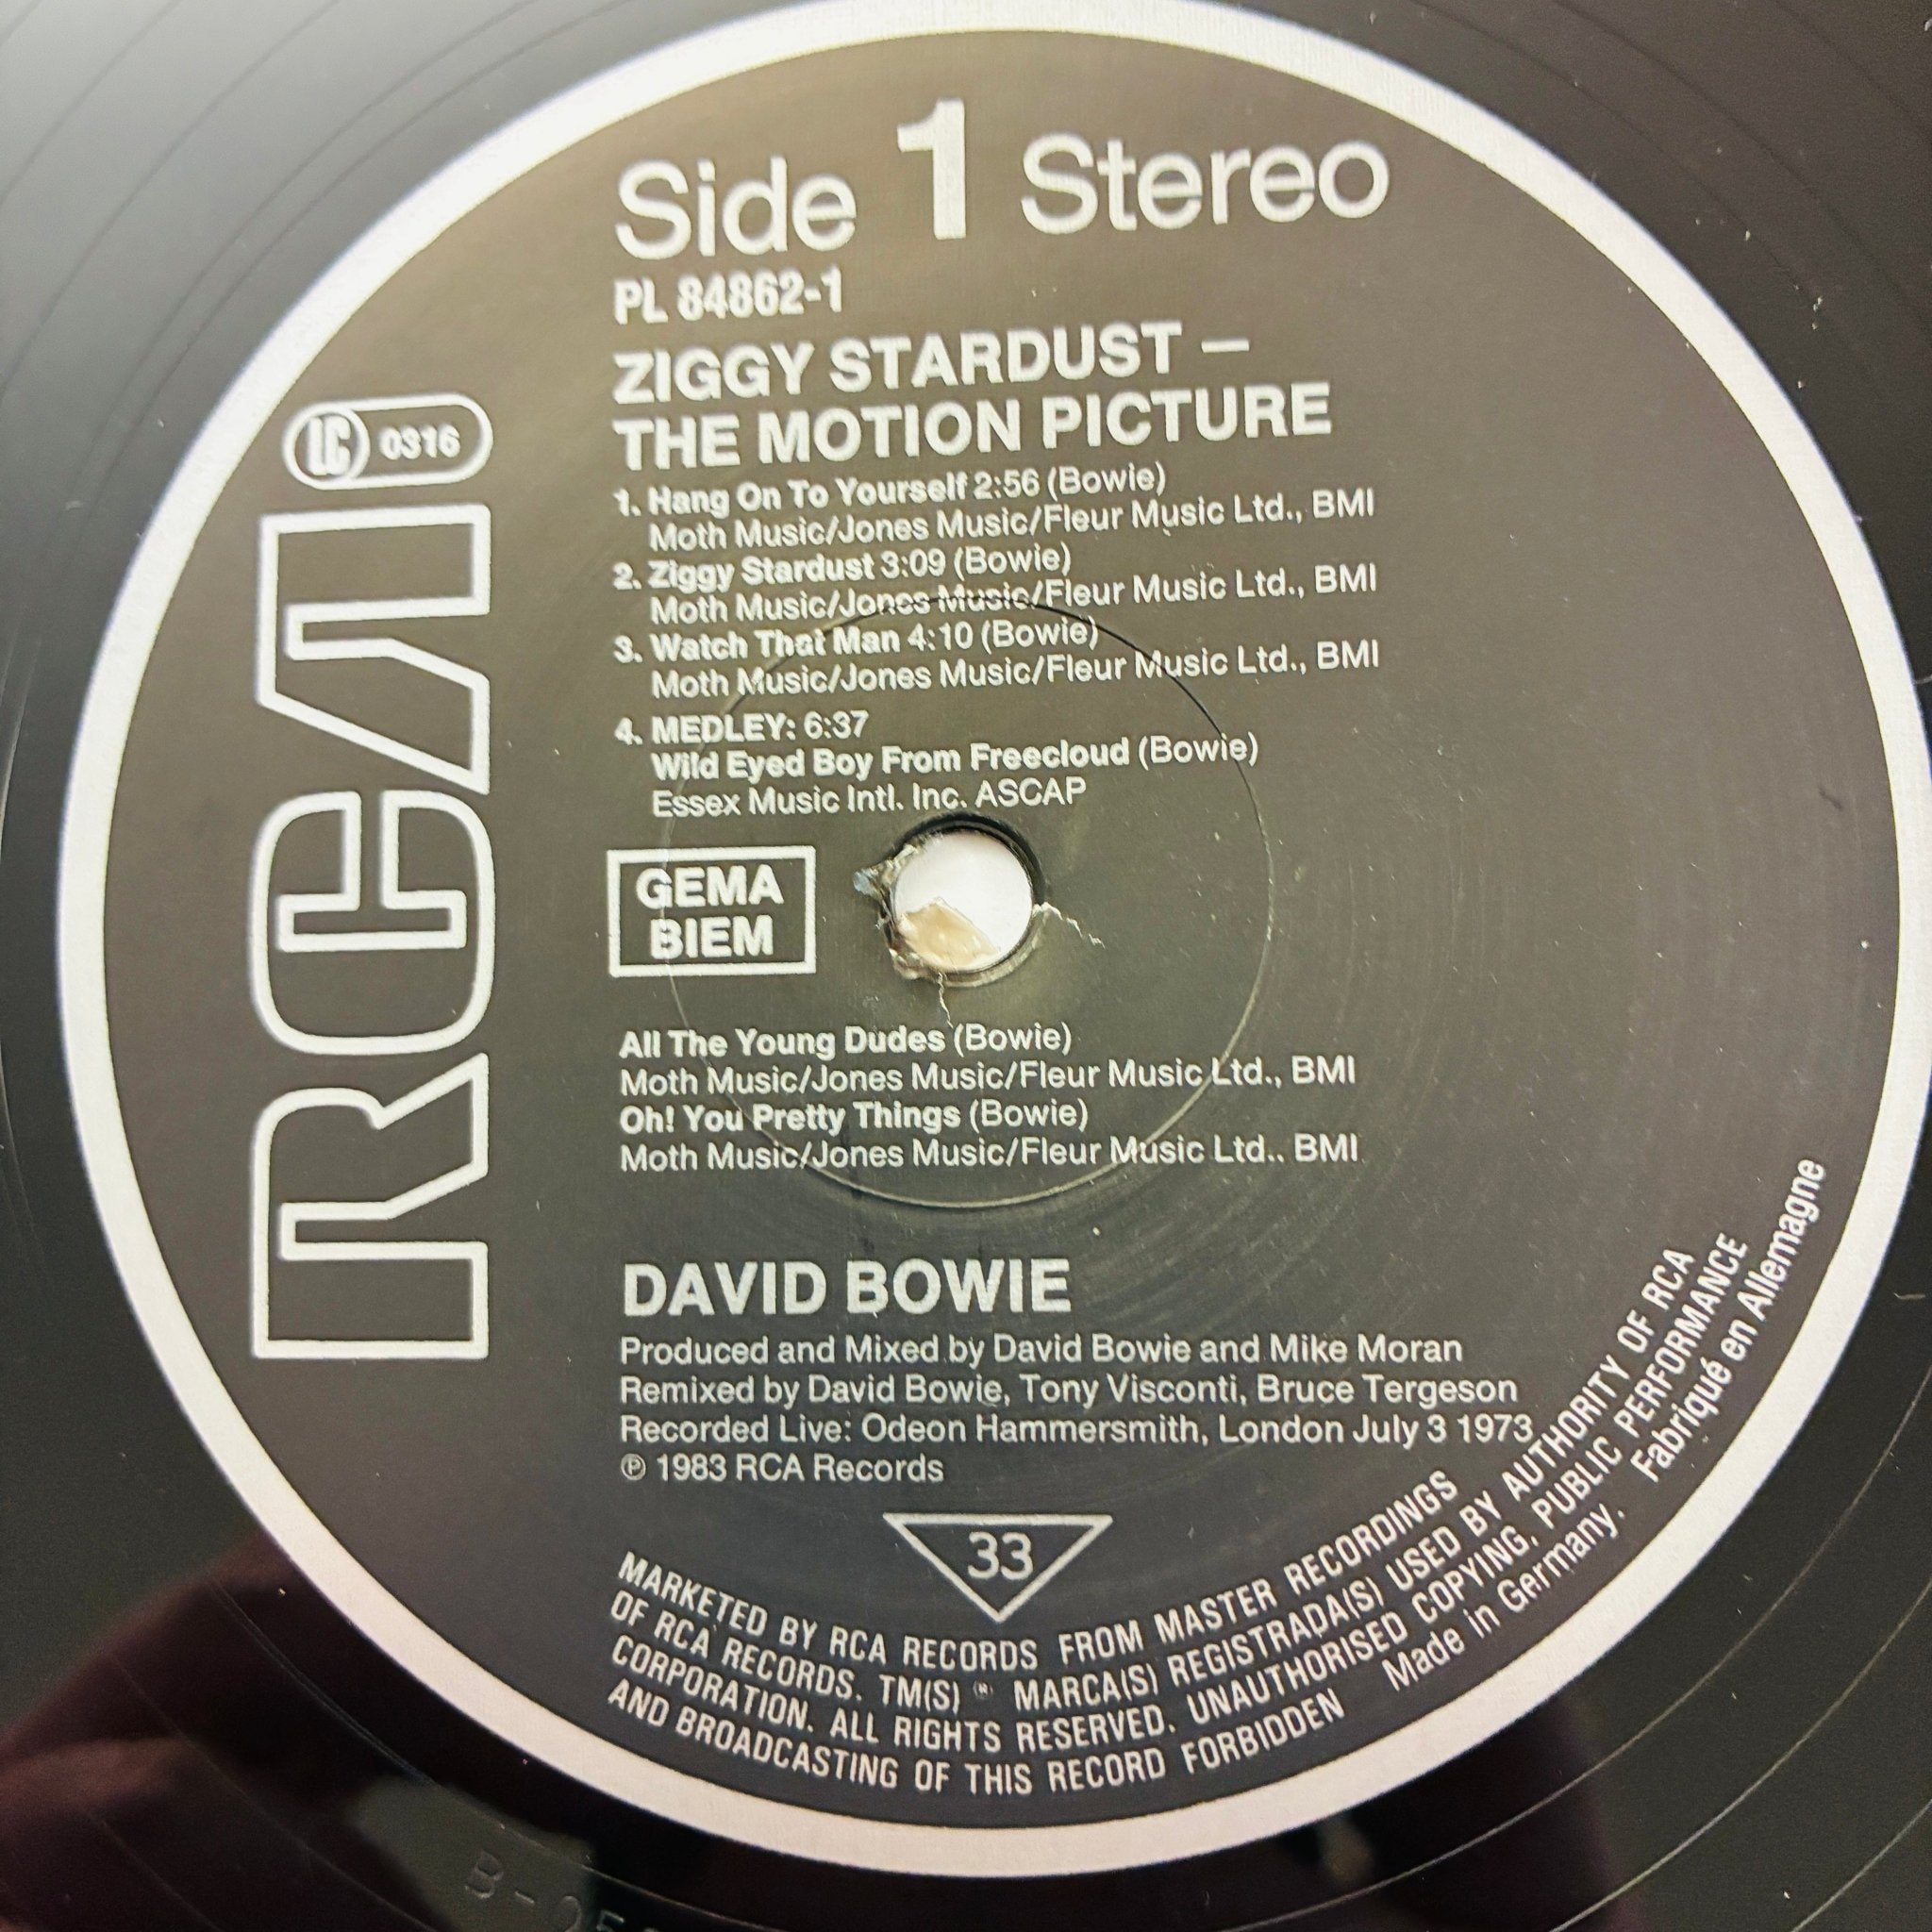 Side 1 Stereo
PL 84862-1
ZIGGY STARDUST —
THE MOTION PICTURE
LC 0316
RCA
1. Hang On To Yourself 2:56 (Bowie)
Moth Music/Jones Music/Fleur Music Ltd., BMI
2. Ziggy Stardust 3:09 (Bowie)
Moth Music/Jones Music/Fleur Music Ltd., BMI
3. Watch That Man 4:10 (Bowie)
Moth Music/Jones Music/Fleur Music Ltd., BMI
4. MEDLEY: 6:37
Wild Eyed Boy From Freecloud (Bowie)
Essex Music Intl. Inc. ASCAP
GEMA
BIEM
All The Young Dudes (Bowie)
Moth Music/Jones Music/Fleur Music Ltd., BMI
Oh! You Pretty Things (Bowie)
Moth Music/Jones Music/Fleur Music Ltd.. BMI
DAVID BOWIE
Produced and Mixed by David Bowie and Mike Moran
Remixed by David Bowie, Tony Visconti, Bruce Tergeson
Recorded Live: Odeon Hammersmith, London July 3 1973
℗ 1983 RCA Records
33
MARKETED BY RCA RECORDS FROM MASTER RECORDINGS
OF RCA RECORDS. TM(S) ® MARCA(S) REGISTRADA(S) USED BY AUTHORITY OF RCA
CORPORATION. ALL RIGHTS RESERVED. UNAUTHORISED COPYING, PUBLIC PERFORMANCE
AND BROADCASTING OF THIS RECORD FORBIDDEN Made in Germany. Fabriqué en Allemagne